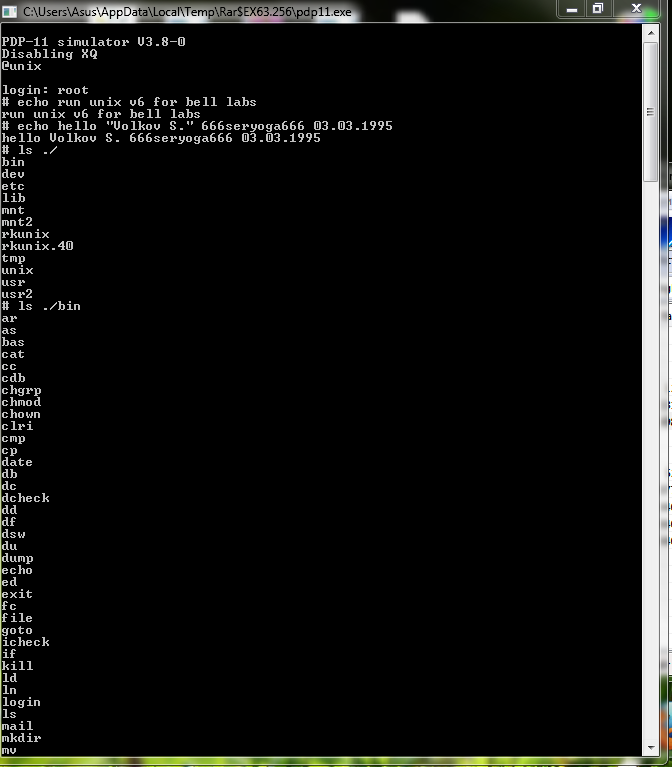 C:\Users\Asus\AppData\Local\Temp\Rar$EX63.256\pdp11.exe
PDP-11 simulator V3.8-0
Disabling XQ
@unix
login: root
# echo run unix v6 for bell labs
run unix v6 for bell labs
# echo hello "Volkov S." 666seryoga666 03.03.1995
hello Volkov S. 666seryoga666 03.03.1995
# ls ./
bin
dev
etc
lib
mnt
mnt2
rkunix
rkunix.40
tmp
unix
usr
usr2
# ls ./bin
ar
as
bas
cat
cc
cdb
chgrp
chmod
chown
clri
cmp
cp
date
db
dc
dcheck
dd
df
dsw
du
dump
echo
ed
exit
fc
file
goto
icheck
if
kill
ld
ln
login
ls
mail
mkdir
mv